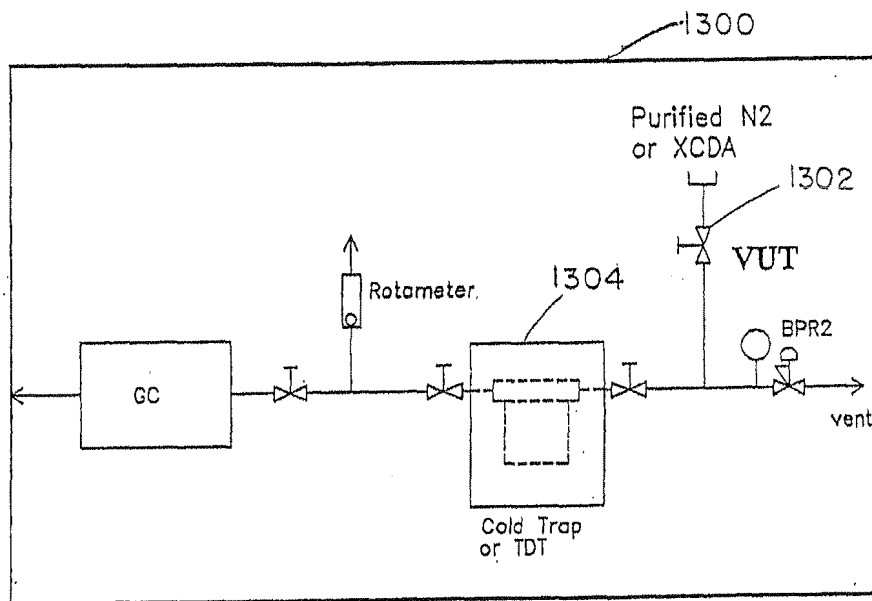 1300
Purified N2
or XCDA
1302
VUT
Rotameter
1304
BPR2
GC
vent
Cold Trap
or TDT